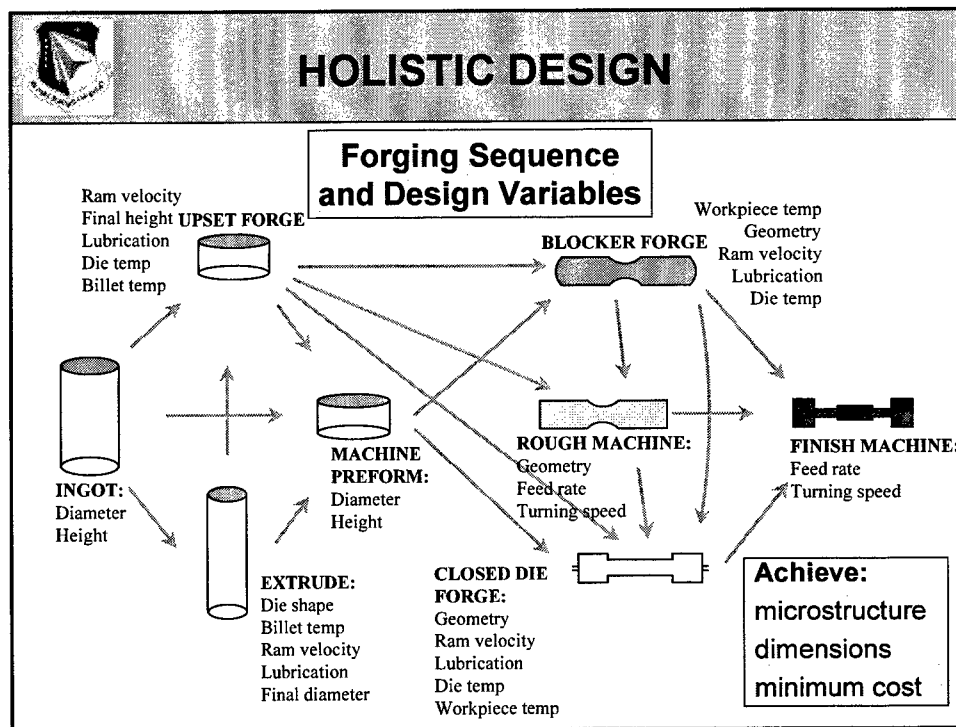 HOLISTIC DESIGN
Forging Sequence
and Design Variables
Ram velocity
Final height
Lubrication
Die temp
Billet temp
UPSET FORGE
BLOCKER FORGE
Workpiece temp
Geometry
Ram velocity
Lubrication
Die temp
INGOT:
Diameter
Height
MACHINE
PREFORM:
Diameter
Height
ROUGH MACHINE:
Geometry
Feed rate
Turning speed
FINISH MACHINE:
Feed rate
Turning speed
EXTRUDE:
Die shape
Billet temp
Ram velocity
Lubrication
Final diameter
CLOSED DIE
FORGE:
Geometry
Ram velocity
Lubrication
Die temp
Workpiece temp
Achieve:
microstructure
dimensions
minimum cost